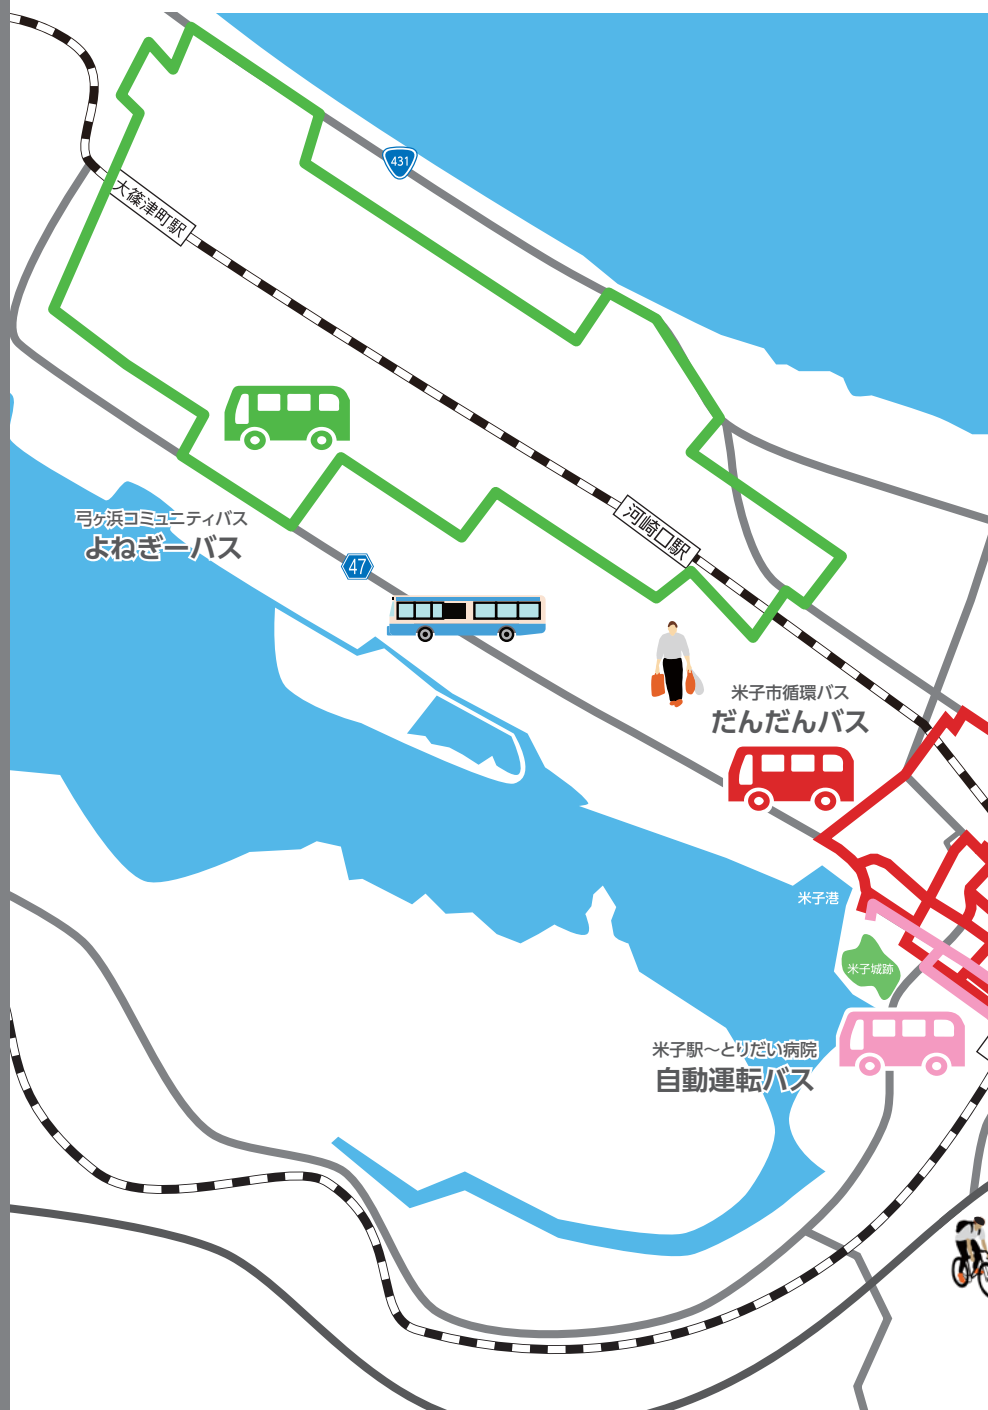 431
大篠津町駅
河崎口駅
弓ヶ浜コミュニティバス
よねぎーバス
47
米子市循環バス
だんだんバス
米子港
米子城跡
米子駅～とりだい病院
自動運転バス